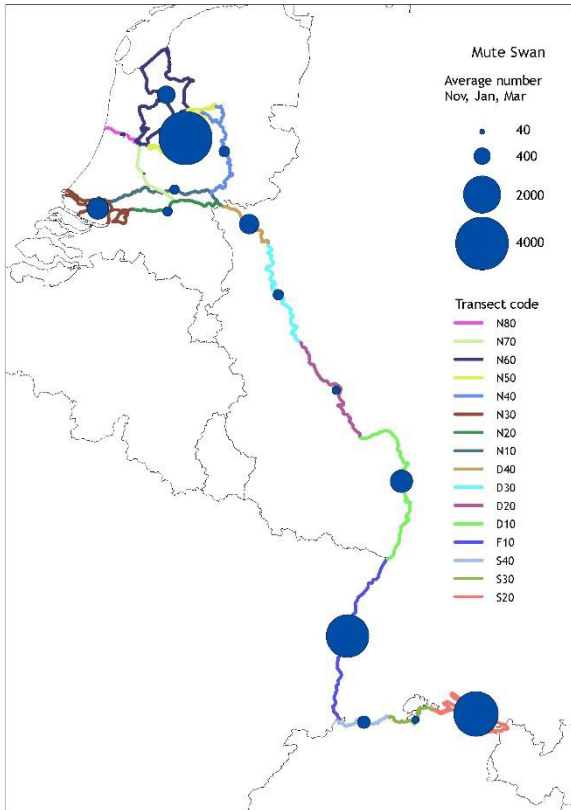 Mute Swan
Average number
Nov, Jan, Mar
40
400
2000
4000
Transect code
N80
N70
N60
N50
N40
N30
N20
N10
D40
D30
D20
D10
F10
S40
S30
S20